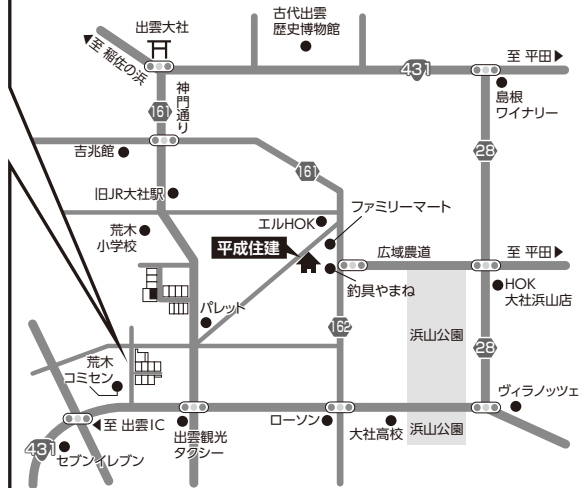 古代出雲
歴史博物館
出雲大社
至 稲佐の浜
431
至 平田
島根
ワイナリー
161
神門通り
吉兆館
28
161
旧JR大社駅
ファミリーマート
エルHOK
荒木
小学校
平成住建
広域農道
至 平田
釣具やまね
HOK
大社浜山店
パレット
162
浜山公園
28
荒木
コミセン
ヴィラノッツェ
至 出雲IC
出雲観光
タクシー
ローソン
大社高校
浜山公園
431
セブンイレブン